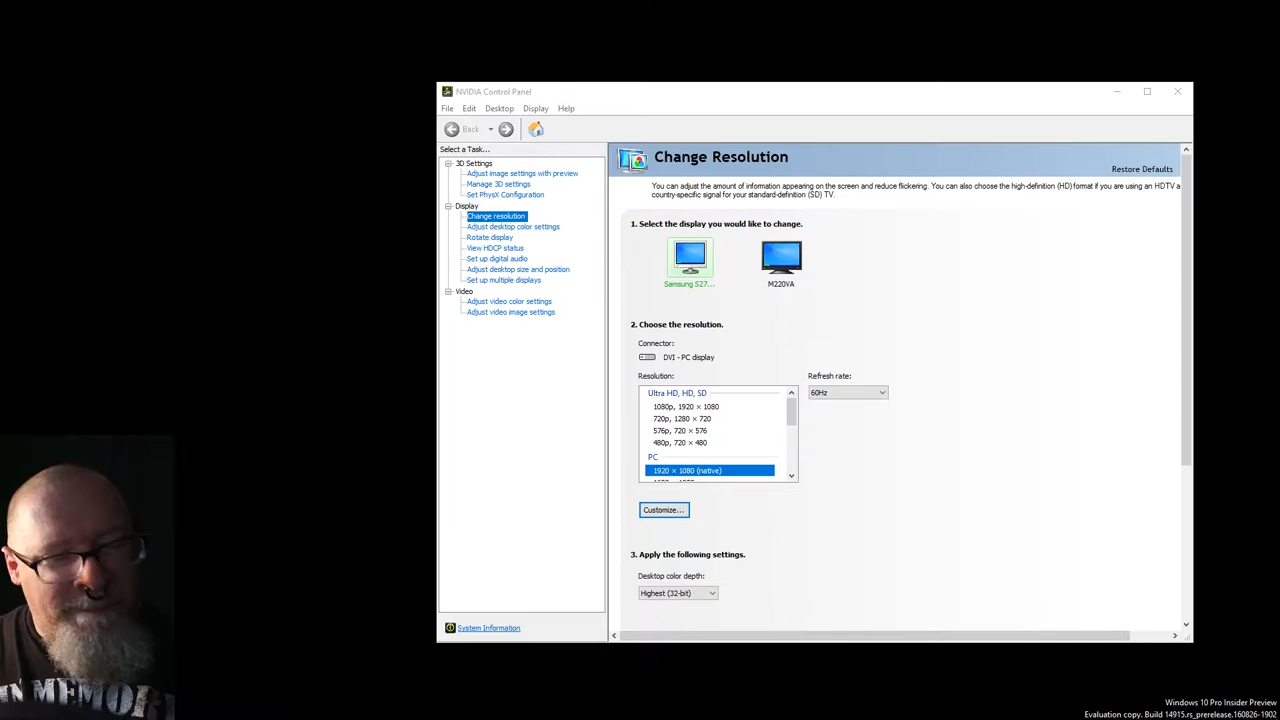 NVIDIA Control Panel
File Edit Desktop Display Help
Back
Select a Task...
3D Settings
Adjust image settings with preview
Manage 3D settings
Set PhysX Configuration
Display
Change resolution
Adjust desktop color settings
Rotate display
View HDCP status
Set up digital audio
Adjust desktop size and position
Set up multiple displays
Video
Adjust video color settings
Adjust video image settings
System Information
Change Resolution
Restore Defaults
You can adjust the amount of information appearing on the screen and reduce flickering. You can also choose the high-definition (HD) format if you are using an HDTV a
country-specific signal for your standard-definition (SD) TV.
1. Select the display you would like to change.
Samsung S27...
M220VA
2. Choose the resolution.
Connector:
DVI - PC display
Resolution:
Refresh rate:
Ultra HD, HD, SD
60Hz
1080p, 1920 × 1080
720p, 1280 × 720
576p, 720 × 576
480p, 720 × 480
PC
1920 × 1080 (native)
Customize...
3. Apply the following settings.
Desktop color depth:
Highest (32-bit)
IN MEMORY
Windows 10 Pro Insider Preview
Evaluation copy. Build 14915.rs_prerelease.160826-1902